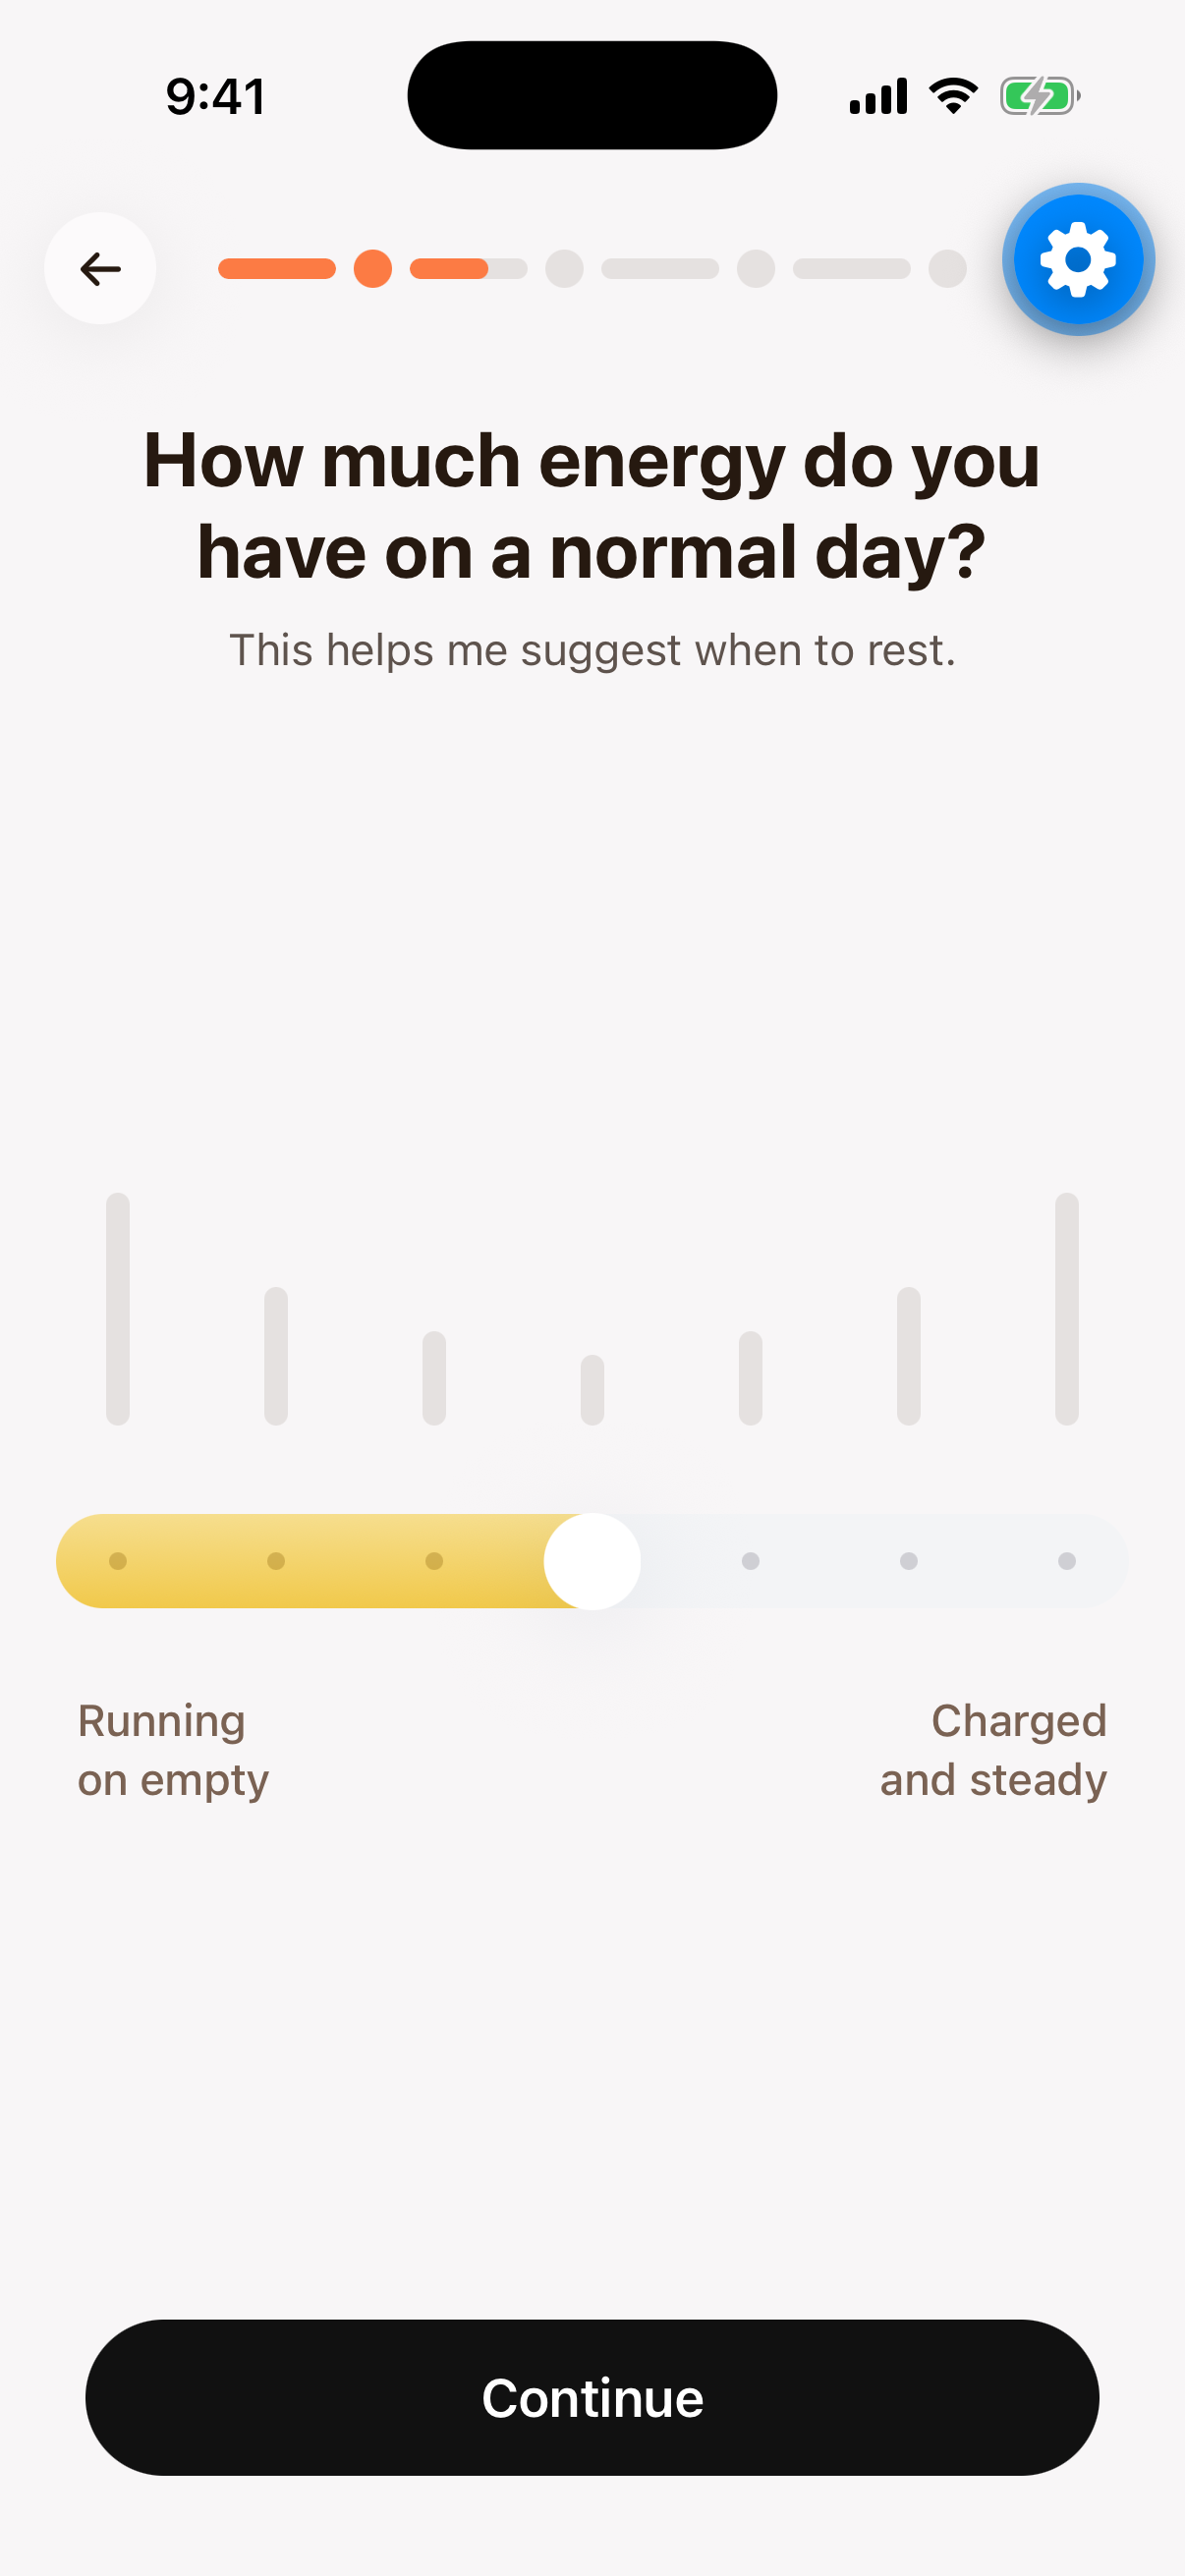 9:41
How much energy do you
have on a normal day?
This helps me suggest when to rest.
Running
on empty
Charged
and steady
Continue